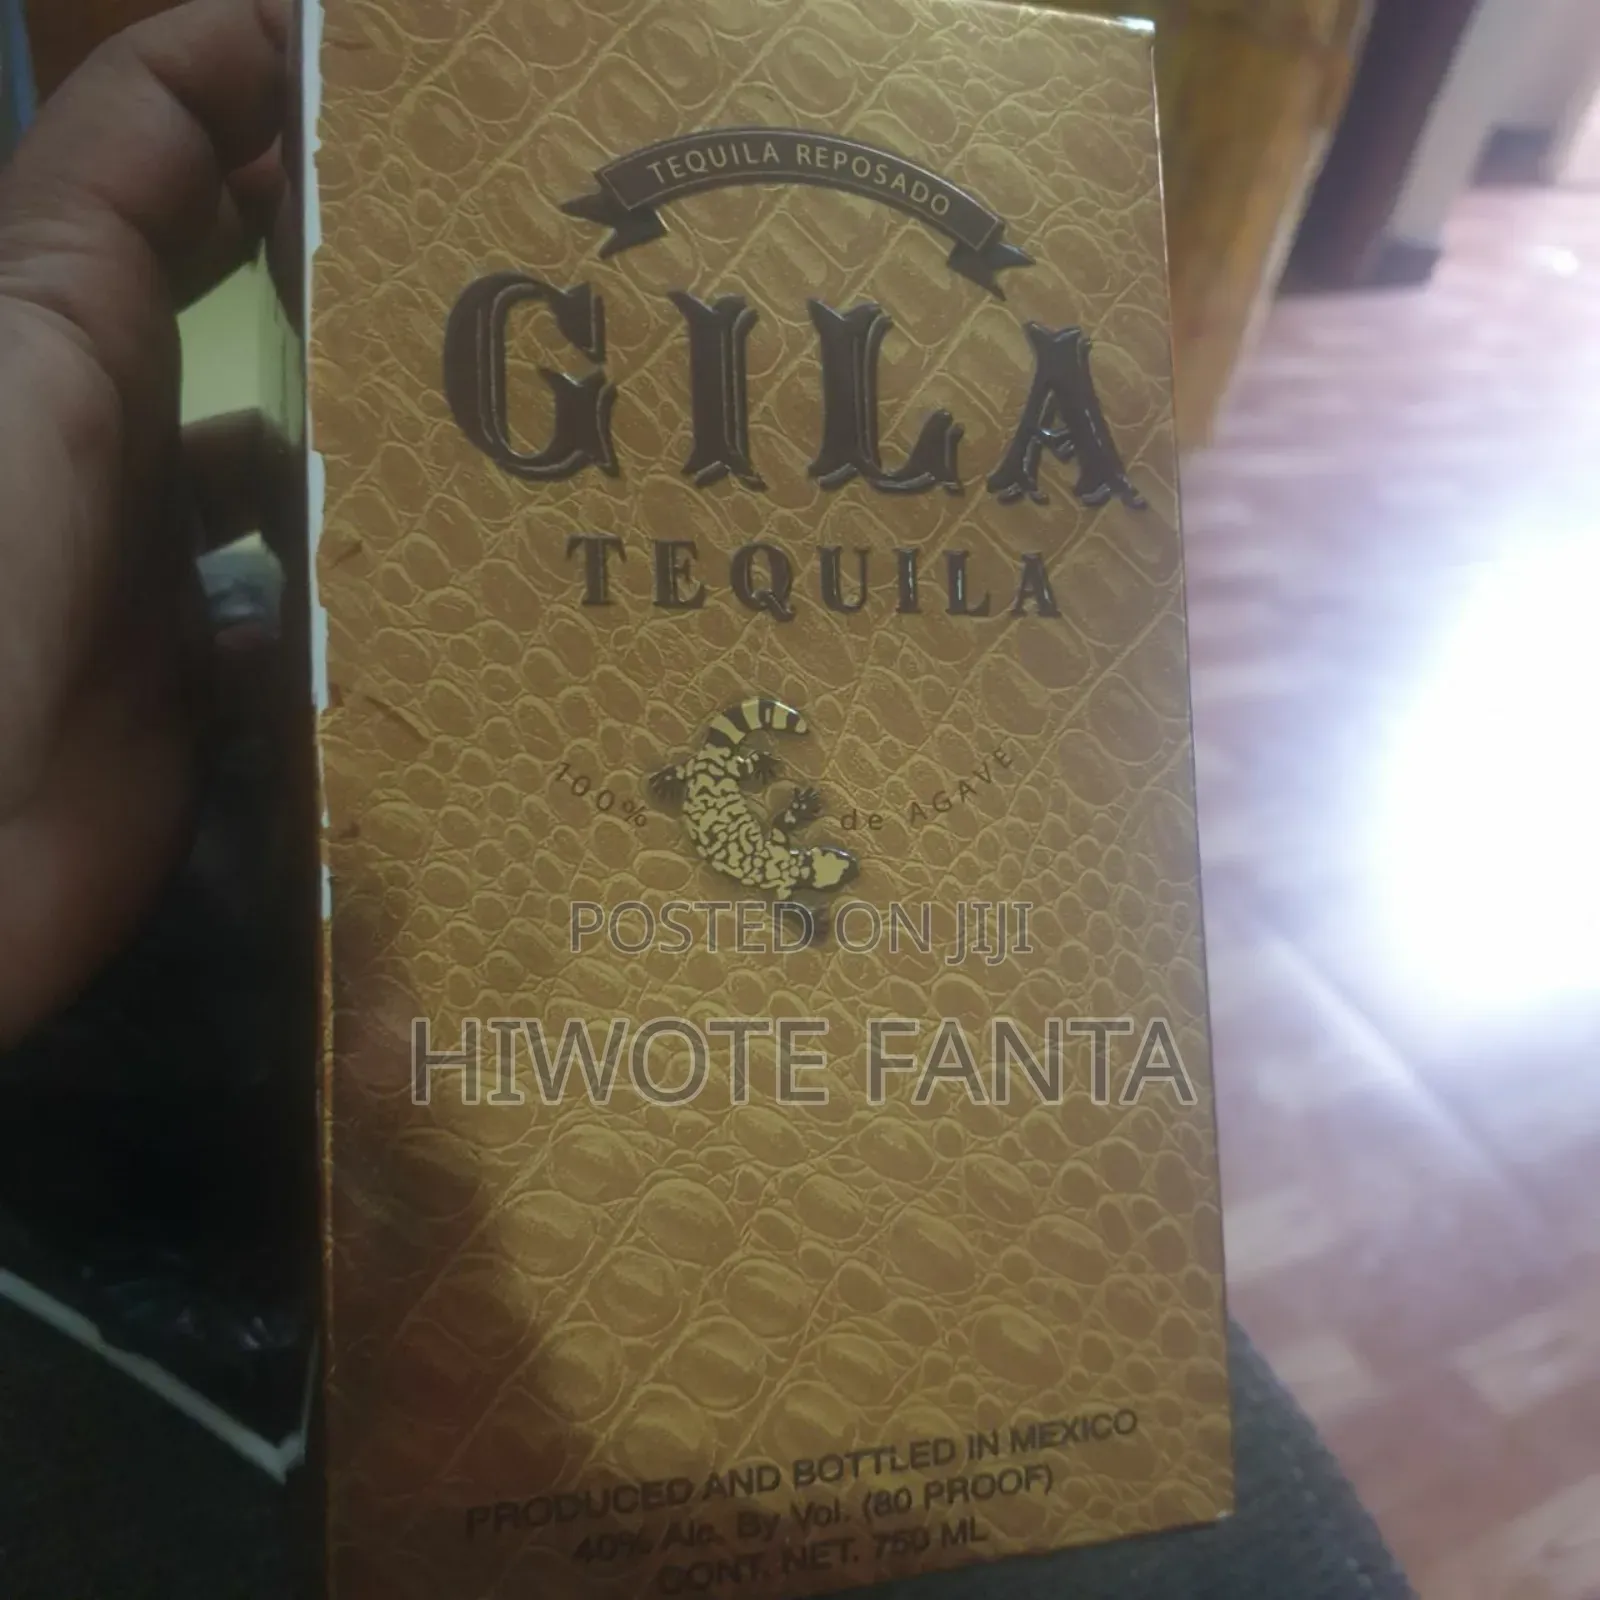 TEQUILA REPOSADO
GILA
TEQUILA
100% de AGAVE
POSTED ON JIJI
HIWOTE FANTA
PRODUCED AND BOTTLED IN MEXICO
40% Alc. By Vol. (80 PROOF)
CONT. NET. 750 ML